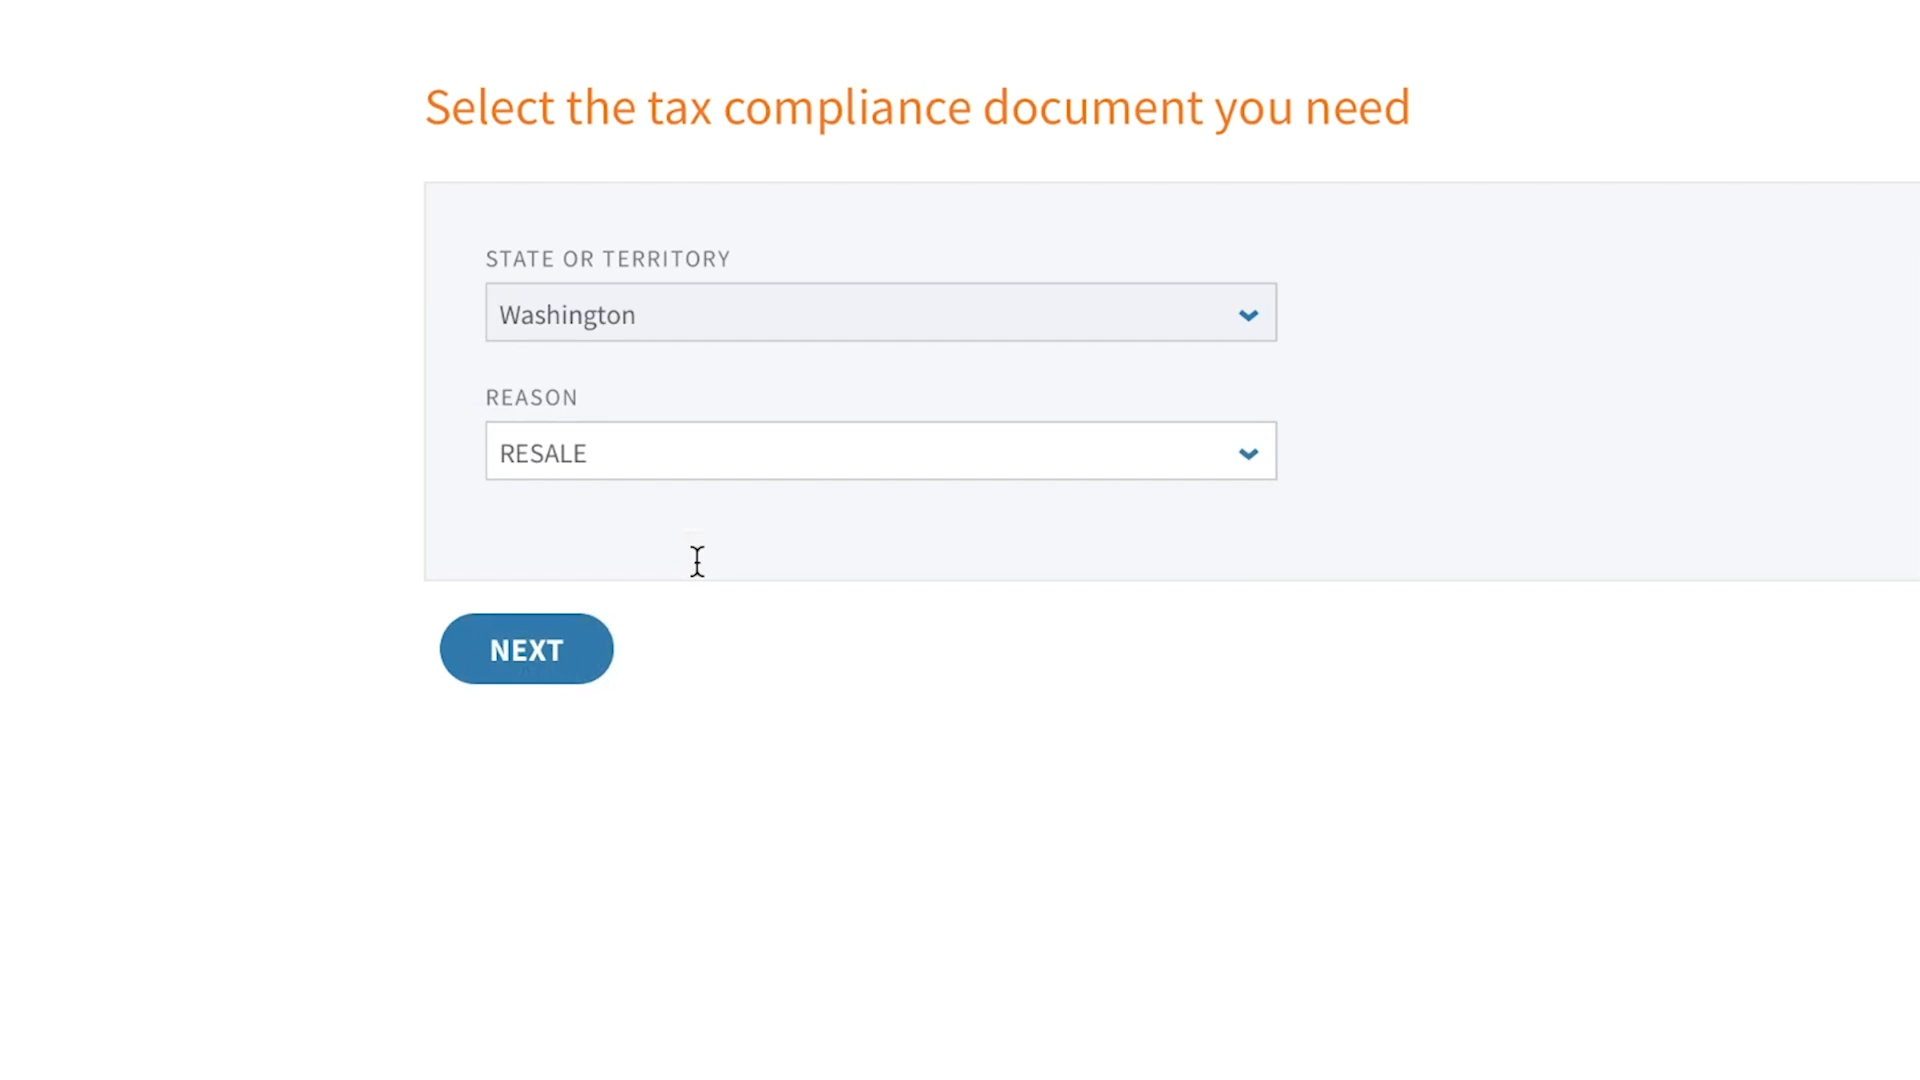 Select the tax compliance document you need
STATE OR TERRITORY
Washington
REASON
RESALE
NEXT